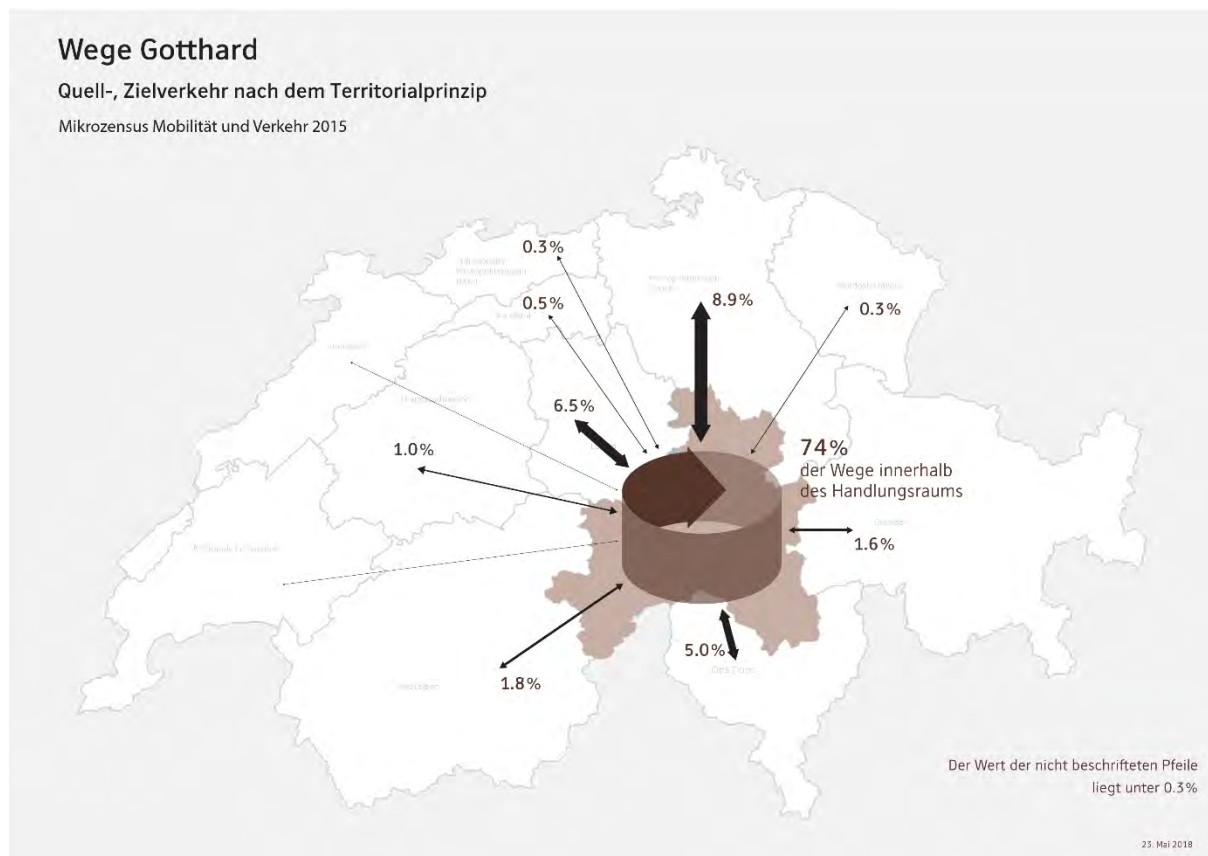 Wege Gotthard
Quell-, Zielverkehr nach dem Territorialprinzip
Mikrozensus Mobilität und Verkehr 2015
0.3%
0.5%
8.9%
0.3%
6.5%
1.0%
74%
der Wege innerhalb
des Handlungsraums
1.6%
5.0%
1.8%
Der Wert der nicht beschrifteten Pfeile
liegt unter 0.3%
23. Mai 2018